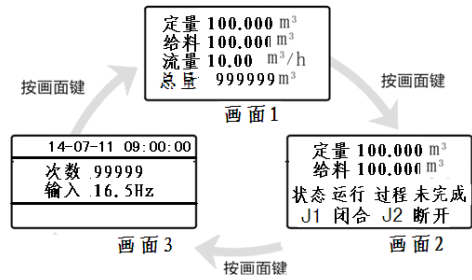 定量 100.000 m³
给料 100.000 m³
流量 10.00 m³/h
总量 999999 m³
画面1
按画面键
按画面键
14-07-11 09:00:00
次数 99999
输入 16.5Hz
画面3
定量 100.000 m³
给料 100.000 m³
状态 运行 过程 未完成
J1 闭合 J2 断开
画面2
按画面键